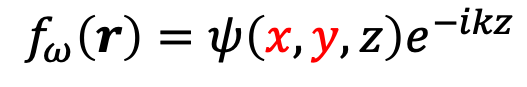 f_ω(r) = ψ(x, y, z)e^{-ikz}